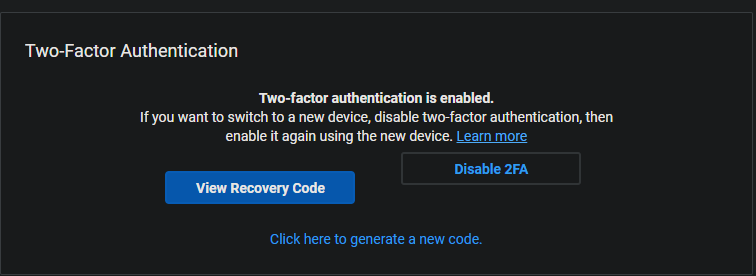 Two-Factor Authentication
Two-factor authentication is enabled.
If you want to switch to a new device, disable two-factor authentication, then
enable it again using the new device. Learn more
View Recovery Code
Disable 2FA
Click here to generate a new code.